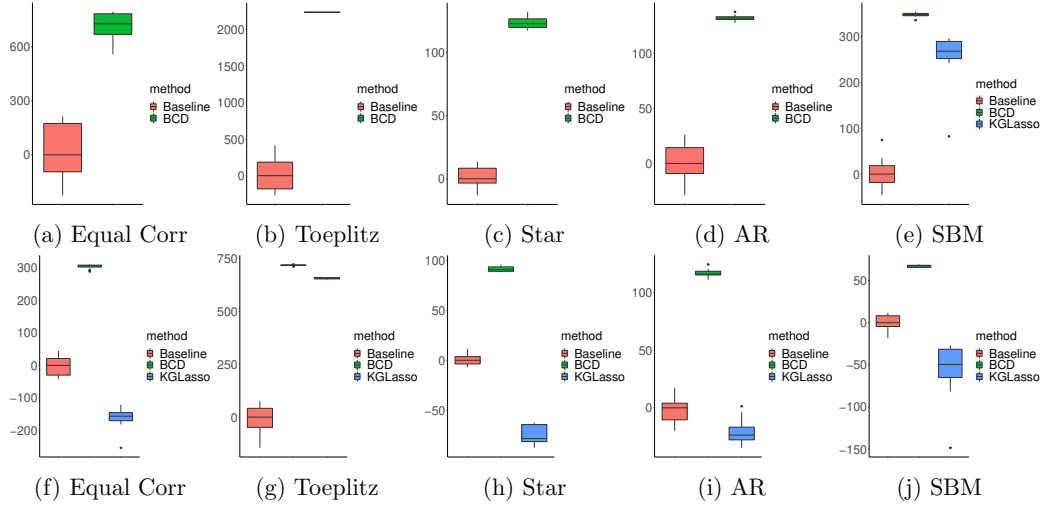 600
300
0
method
Baseline
BCD
2000
1500
1000
500
0
method
Baseline
BCD
100
50
0
method
Baseline
BCD
100
50
0
method
Baseline
BCD
300
200
100
0
method
Baseline
BCD
KGLasso
(a) Equal Corr
(b) Toeplitz
(c) Star
(d) AR
(e) SBM
300
200
100
0
−100
−200
method
Baseline
BCD
KGLasso
750
500
250
0
method
Baseline
BCD
KGLasso
100
50
0
−50
method
Baseline
BCD
KGLasso
100
50
0
method
Baseline
BCD
KGLasso
50
0
−50
−100
−150
method
Baseline
BCD
KGLasso
(f) Equal Corr
(g) Toeplitz
(h) Star
(i) AR
(j) SBM